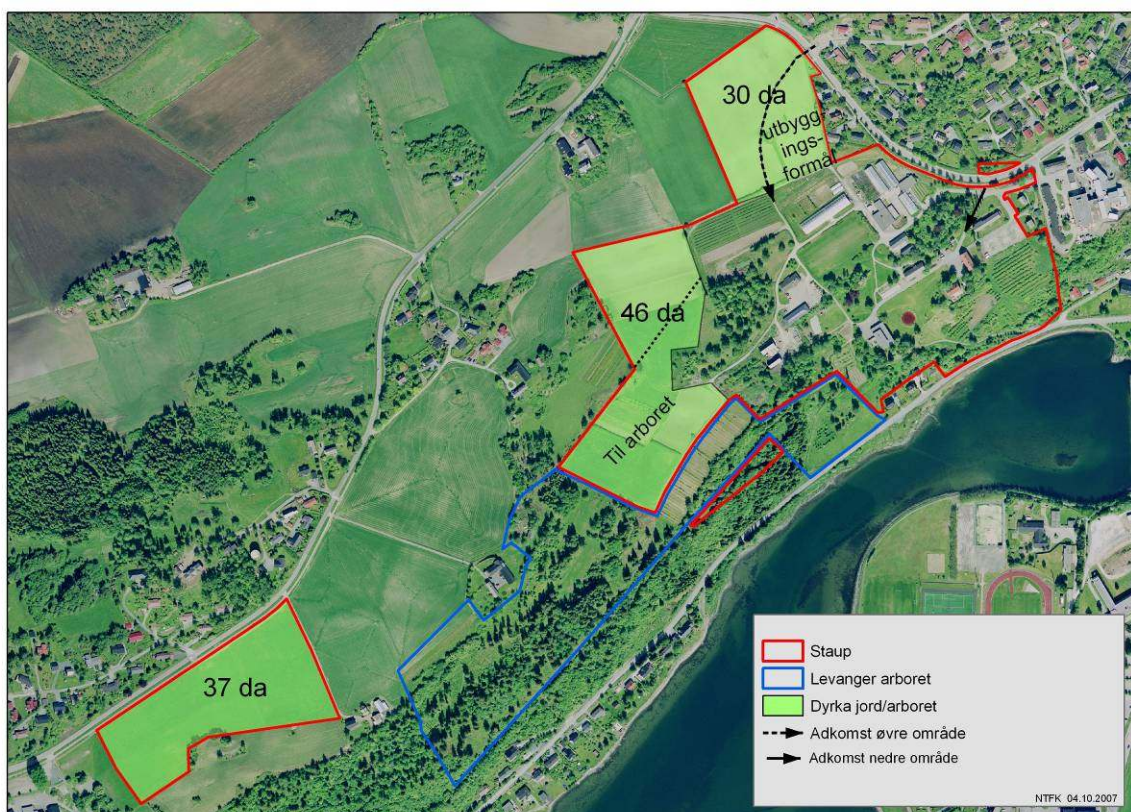 30 da
utbygg-
ings-
formål
46 da
Til arboret
37 da
Staup
Levanger arboret
Dyrka jord/arboret
Adkomst øvre område
Adkomst nedre område
NTFK 04.10.2007